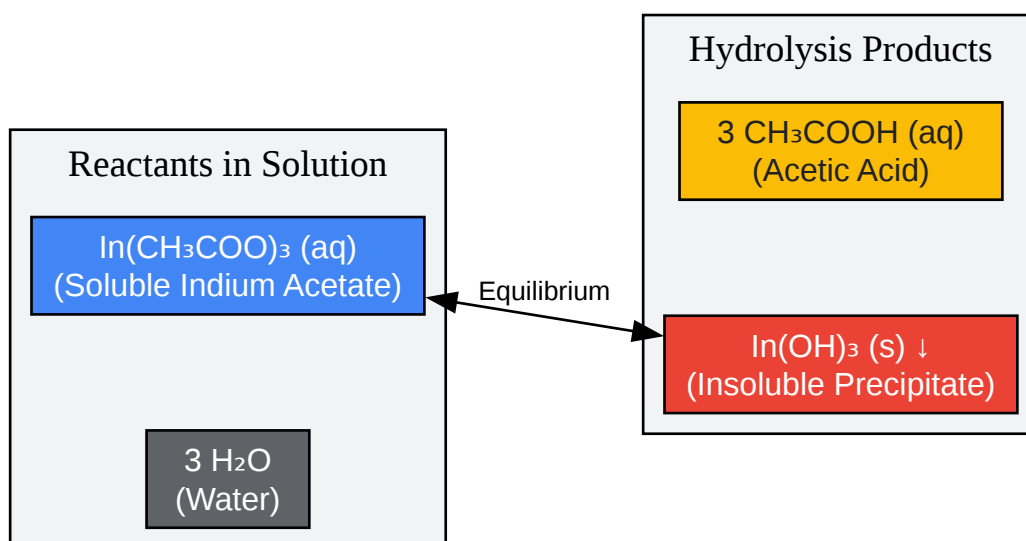 Reactants in Solution
In(CH₃COO)₃ (aq)
(Soluble Indium Acetate)
3 H₂O
(Water)
Equilibrium
Hydrolysis Products
3 CH₃COOH (aq)
(Acetic Acid)
In(OH)₃ (s) ↓
(Insoluble Precipitate)